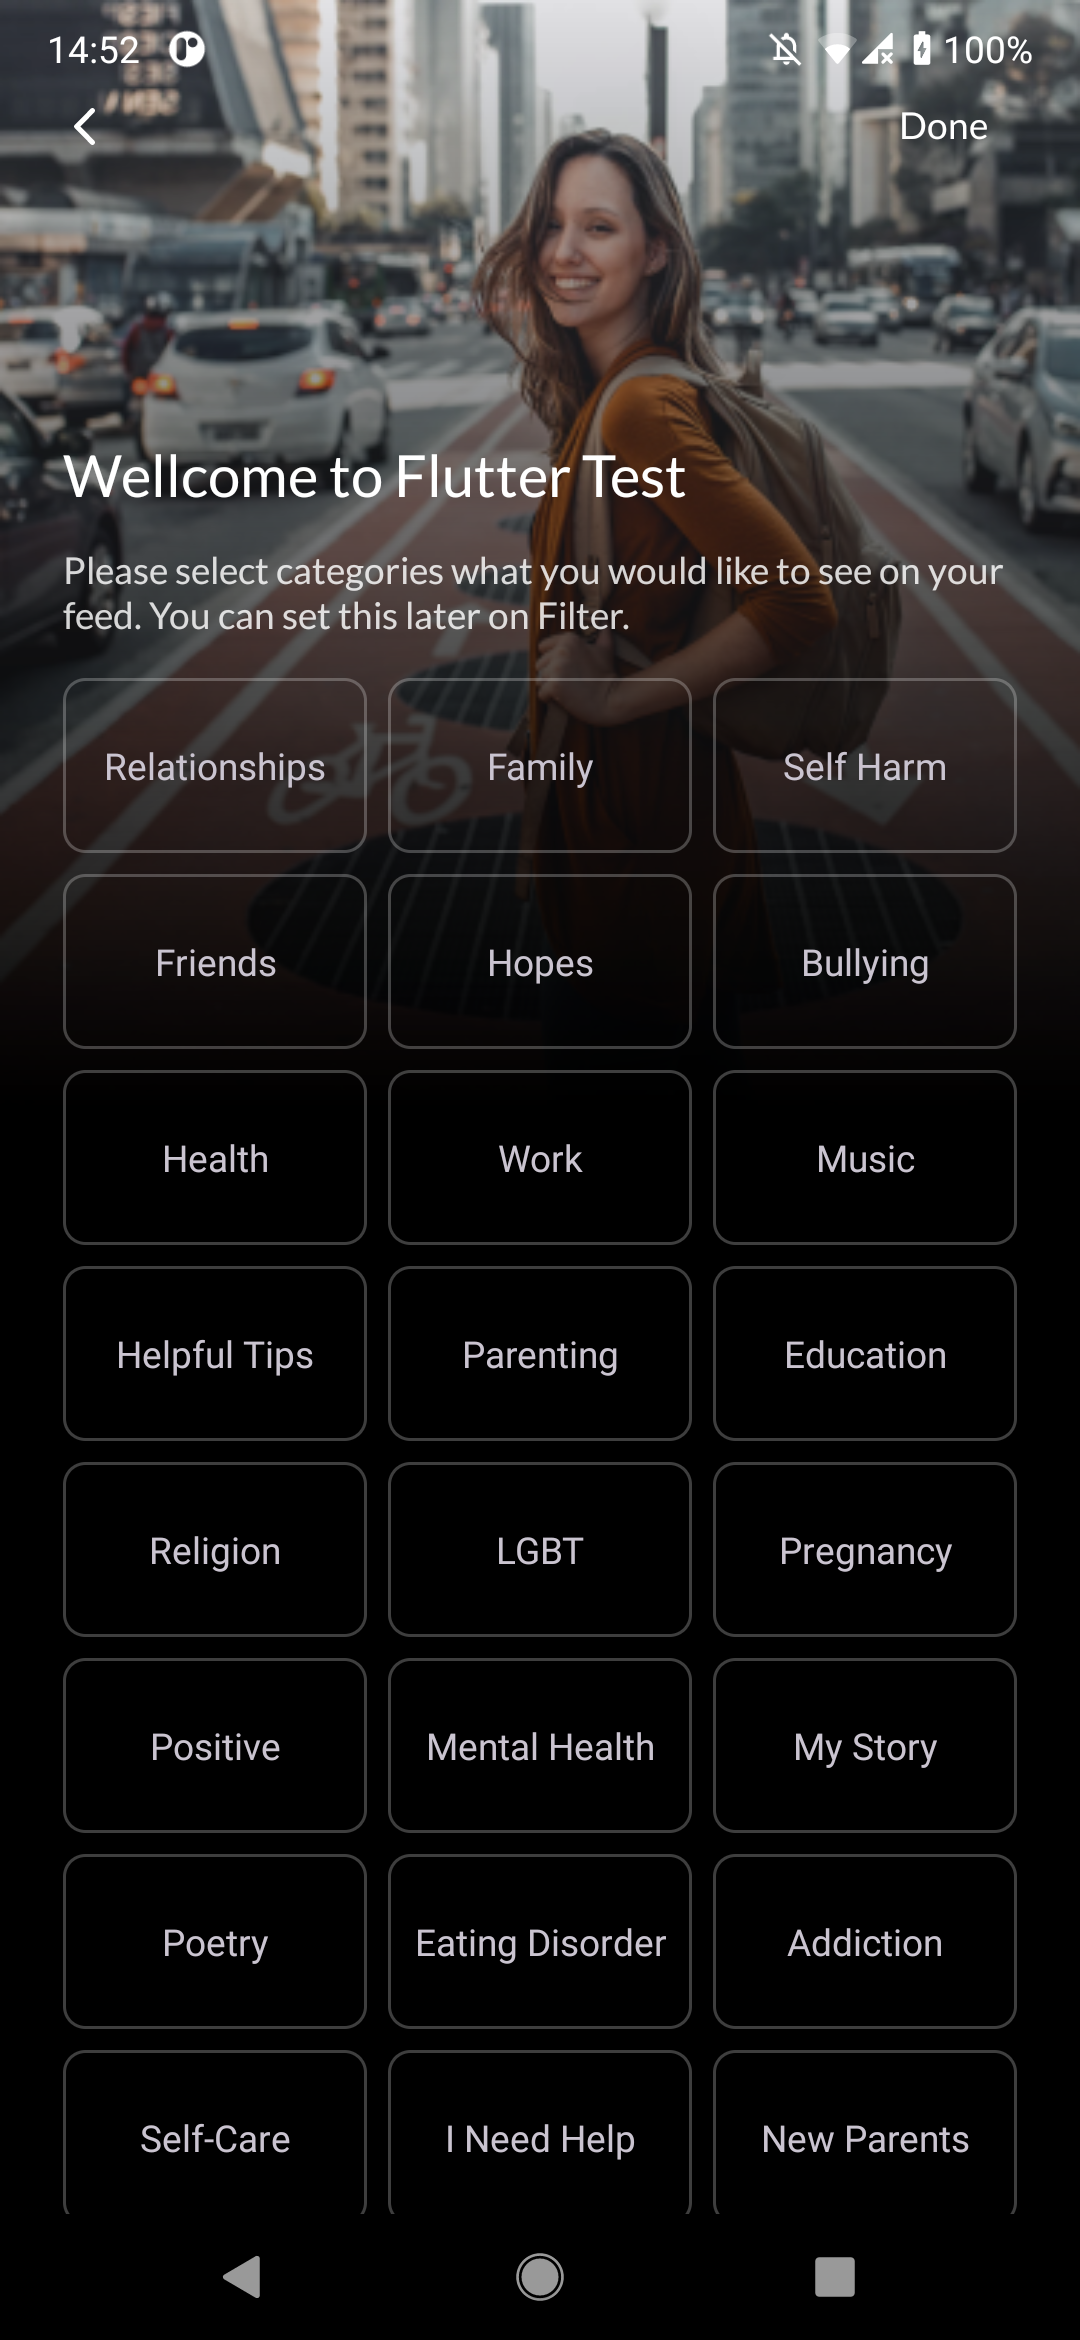 14:52
100%
Done
Wellcome to Flutter Test
Please select categories what you would like to see on your
feed. You can set this later on Filter.
Relationships
Family
Self Harm
Friends
Hopes
Bullying
Health
Work
Music
Helpful Tips
Parenting
Education
Religion
LGBT
Pregnancy
Positive
Mental Health
My Story
Poetry
Eating Disorder
Addiction
Self-Care
I Need Help
New Parents